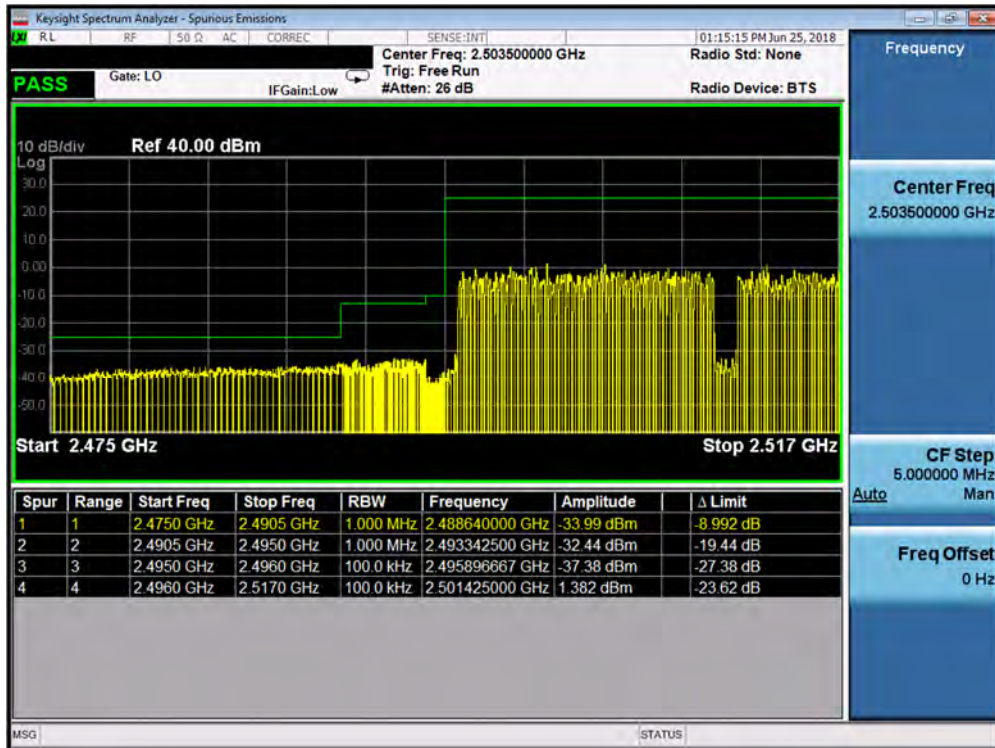 Keysight Spectrum Analyzer - Spurious Emissions
LXI RL RF 50 Ω AC CORREC SENSE:INT 01:15:15 PM Jun 25, 2018
Center Freq: 2.503500000 GHz Radio Std: None
PASS Gate: LO Trig: Free Run
IFGain:Low #Atten: 26 dB Radio Device: BTS
10 dB/div Ref 40.00 dBm
Log
30.0
20.0
10.0
0.00
-10.0
-20.0
-30.0
-40.0
-50.0
Start 2.475 GHz Stop 2.517 GHz
Spur Range Start Freq Stop Freq RBW Frequency Amplitude Δ Limit
1 1 2.4750 GHz 2.4905 GHz 1.000 MHz 2.488640000 GHz -33.99 dBm -8.992 dB
2 2 2.4905 GHz 2.4950 GHz 1.000 MHz 2.493342500 GHz -32.44 dBm -19.44 dB
3 3 2.4950 GHz 2.4960 GHz 100.0 kHz 2.495896667 GHz -37.38 dBm -27.38 dB
4 4 2.4960 GHz 2.5170 GHz 100.0 kHz 2.501425000 GHz 1.382 dBm -23.62 dB
MSG STATUS
Frequency
Center Freq
2.503500000 GHz
CF Step
5.000000 MHz
Auto Man
Freq Offset
0 Hz